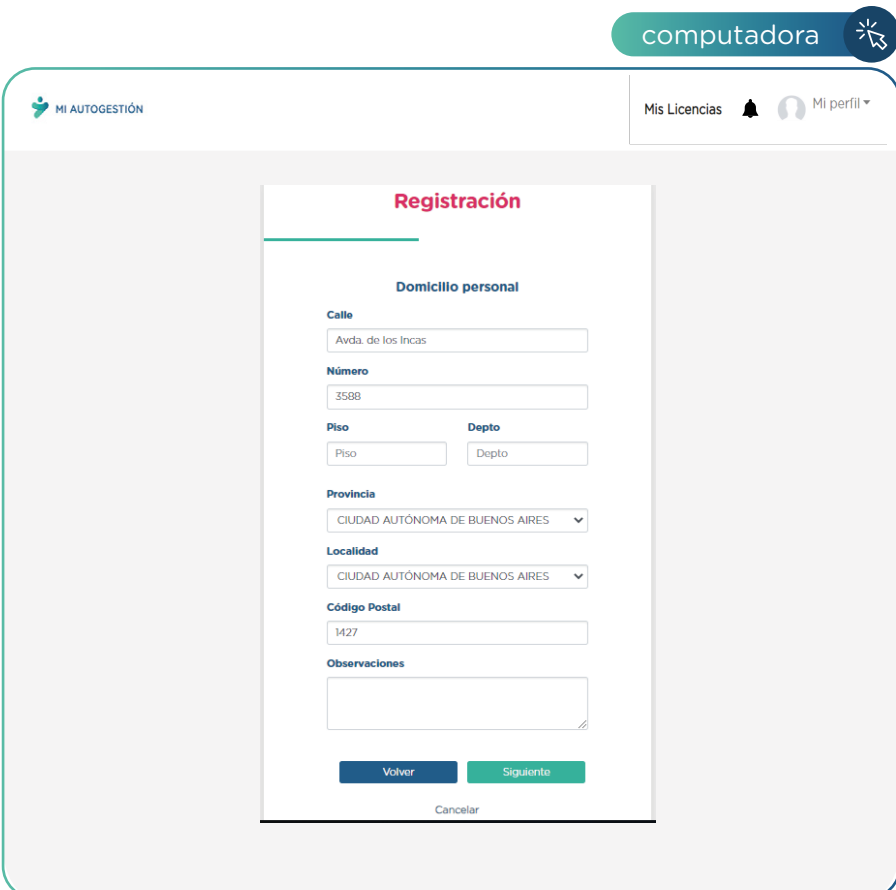 computadora
MI AUTOGESTIÓN
Mis Licencias
Mi perfil
Registración
Domicilio personal
Calle
Avda. de los Incas
Número
3588
Piso Depto
Piso Depto
Provincia
CIUDAD AUTÓNOMA DE BUENOS AIRES
Localidad
CIUDAD AUTÓNOMA DE BUENOS AIRES
Código Postal
1427
Observaciones
Volver Siguiente
Cancelar